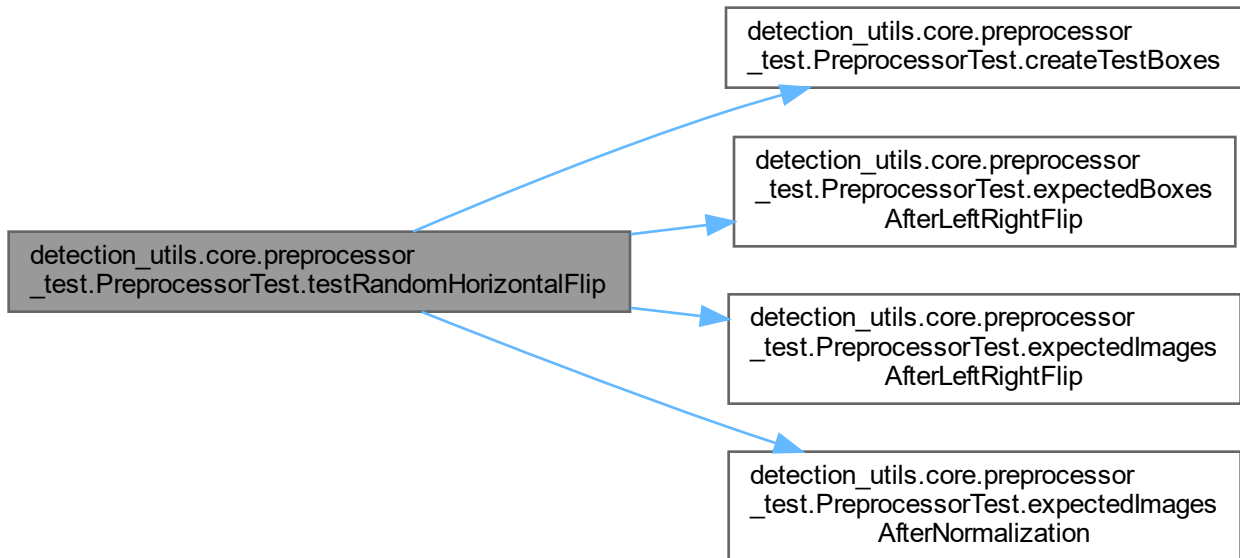 detection_utils.core.preprocessor
_test.PreprocessorTest.createTestBoxes
detection_utils.core.preprocessor
_test.PreprocessorTest.expectedBoxes
AfterLeftRightFlip
detection_utils.core.preprocessor
_test.PreprocessorTest.testRandomHorizontalFlip
detection_utils.core.preprocessor
_test.PreprocessorTest.expectedImages
AfterLeftRightFlip
detection_utils.core.preprocessor
_test.PreprocessorTest.expectedImages
AfterNormalization